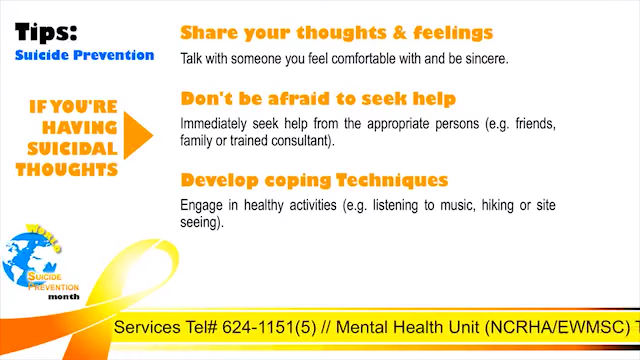 Tips:
Suicide Prevention
IF YOU'RE
HAVING
SUICIDAL
THOUGHTS
Share your thoughts & feelings
Talk with someone you feel comfortable with and be sincere.
Don't be afraid to seek help
Immediately seek help from the appropriate persons (e.g. friends,
family or trained consultant).
Develop coping Techniques
Engage in healthy activities (e.g. listening to music, hiking or site
seeing).
World
Suicide
Prevention
month
Services Tel# 624-1151(5) // Mental Health Unit (NCRHA/EWMSC) T